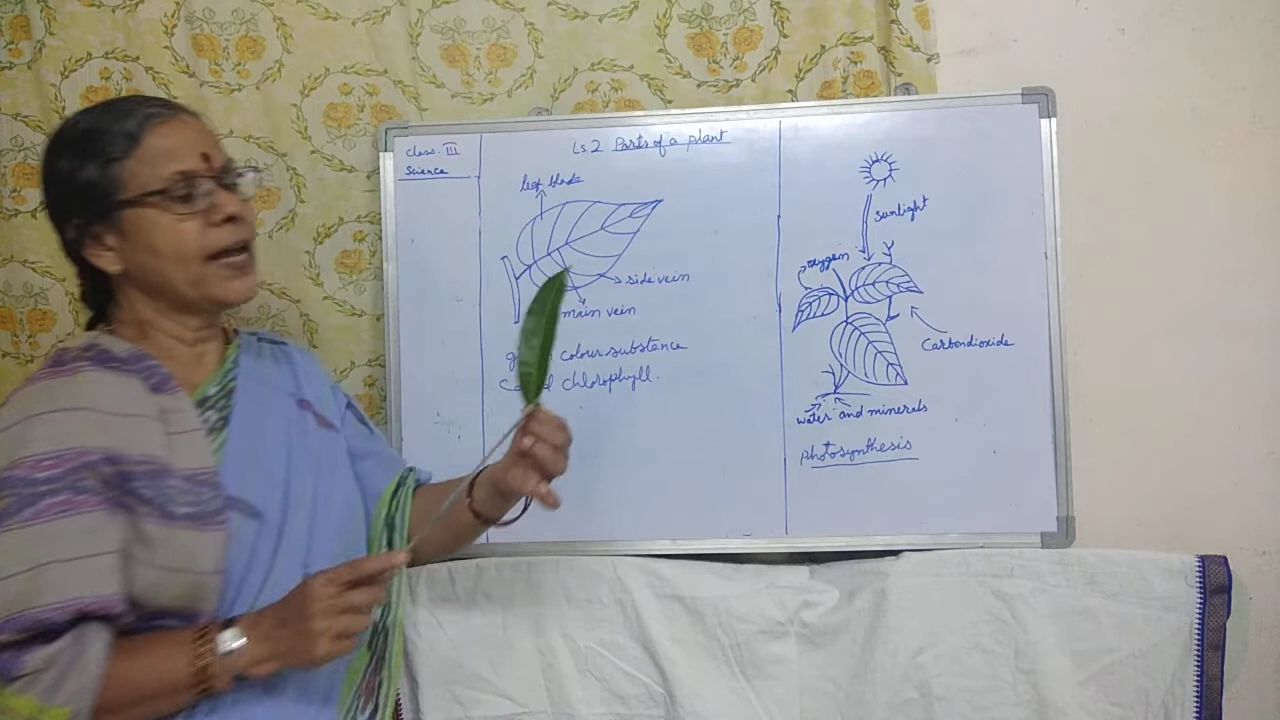 class. III
Science
Ls.2 Parts of a plant
leaf blade
side vein
main vein
colour substance
chlorophyll.
sunlight
oxygen
Carbondioxide
water and minerals
photosynthesis